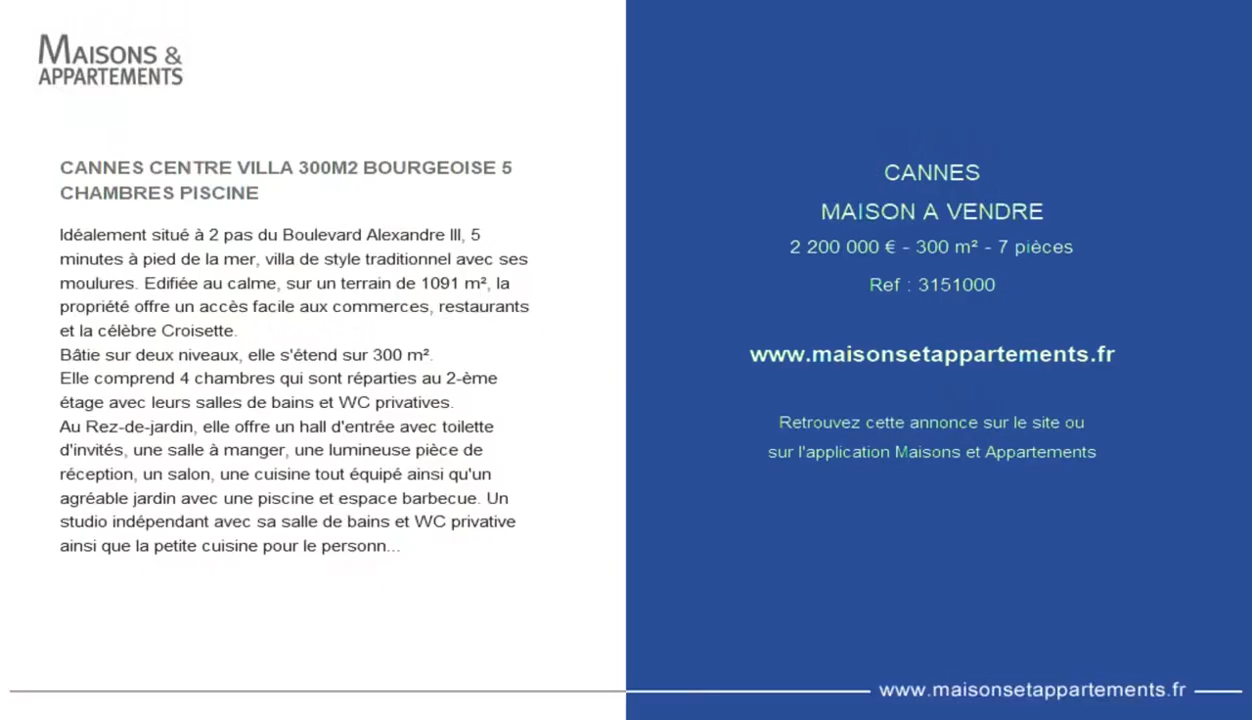 MAISONS &
APPARTEMENTS
CANNES CENTRE VILLA 300M2 BOURGEOISE 5
CHAMBRES PISCINE
Idéalement situé à 2 pas du Boulevard Alexandre III, 5
minutes à pied de la mer, villa de style traditionnel avec ses
moulures. Edifiée au calme, sur un terrain de 1091 m², la
propriété offre un accès facile aux commerces, restaurants
et la célèbre Croisette.
Bâtie sur deux niveaux, elle s'étend sur 300 m².
Elle comprend 4 chambres qui sont réparties au 2-ème
étage avec leurs salles de bains et WC privatives.
Au Rez-de-jardin, elle offre un hall d'entrée avec toilette
d'invités, une salle à manger, une lumineuse pièce de
réception, un salon, une cuisine tout équipé ainsi qu'un
agréable jardin avec une piscine et espace barbecue. Un
studio indépendant avec sa salle de bains et WC privative
ainsi que la petite cuisine pour le personn...
CANNES
MAISON A VENDRE
2 200 000 € - 300 m² - 7 pièces
Ref : 3151000
www.maisonsetappartements.fr
Retrouvez cette annonce sur le site ou
sur l'application Maisons et Appartements
www.maisonsetappartements.fr